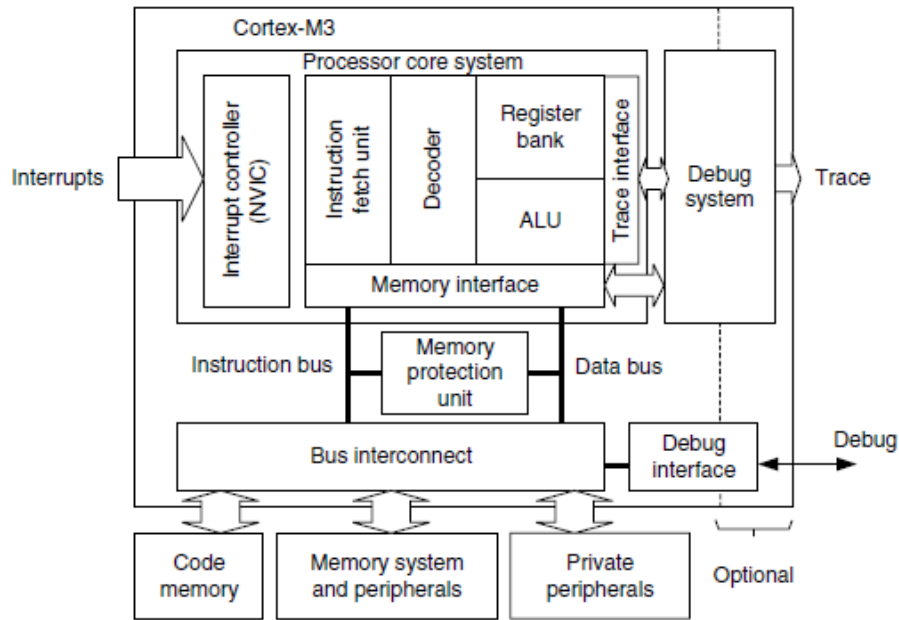 Cortex-M3
Processor core system
Interrupts
Interrupt controller
(NVIC)
Instruction
fetch unit
Decoder
Register
bank
ALU
Trace interface
Memory interface
Debug
system
Trace
Instruction bus
Memory
protection
unit
Data bus
Bus interconnect
Debug
interface
Debug
Code
memory
Memory system
and peripherals
Private
peripherals
Optional